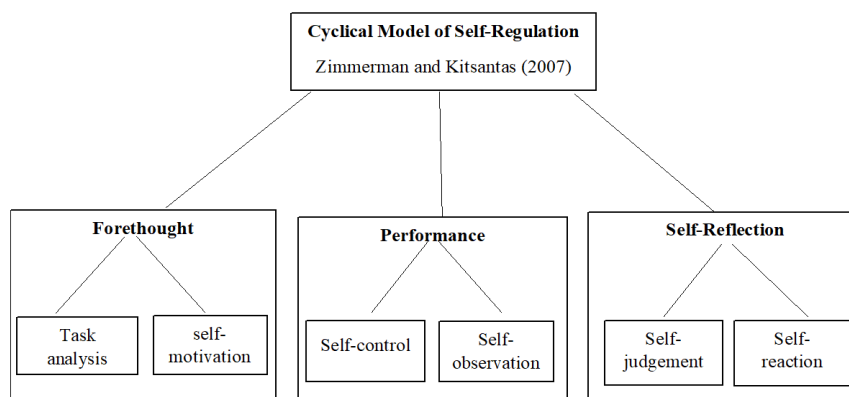 Cyclical Model of Self-Regulation
Zimmerman and Kitsantas (2007)
Forethought
Task
analysis
self-
motivation
Performance
Self-control
Self-
observation
Self-Reflection
Self-
judgement
Self-
reaction